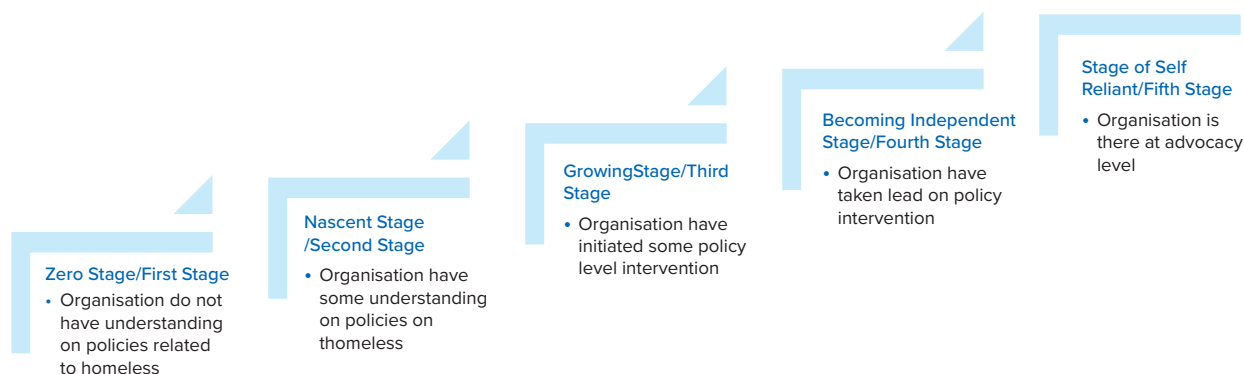 Zero Stage/First Stage
• Organisation do not
have understanding
on policies related
to homeless
Nascent Stage
/Second Stage
• Organisation have
some understanding
on policies on
thomeless
GrowingStage/Third
Stage
• Organisation have
initiated some policy
level intervention
Becoming Independent
Stage/Fourth Stage
• Organisation have
taken lead on policy
intervention
Stage of Self
Reliant/Fifth Stage
• Organisation is
there at advocacy
level